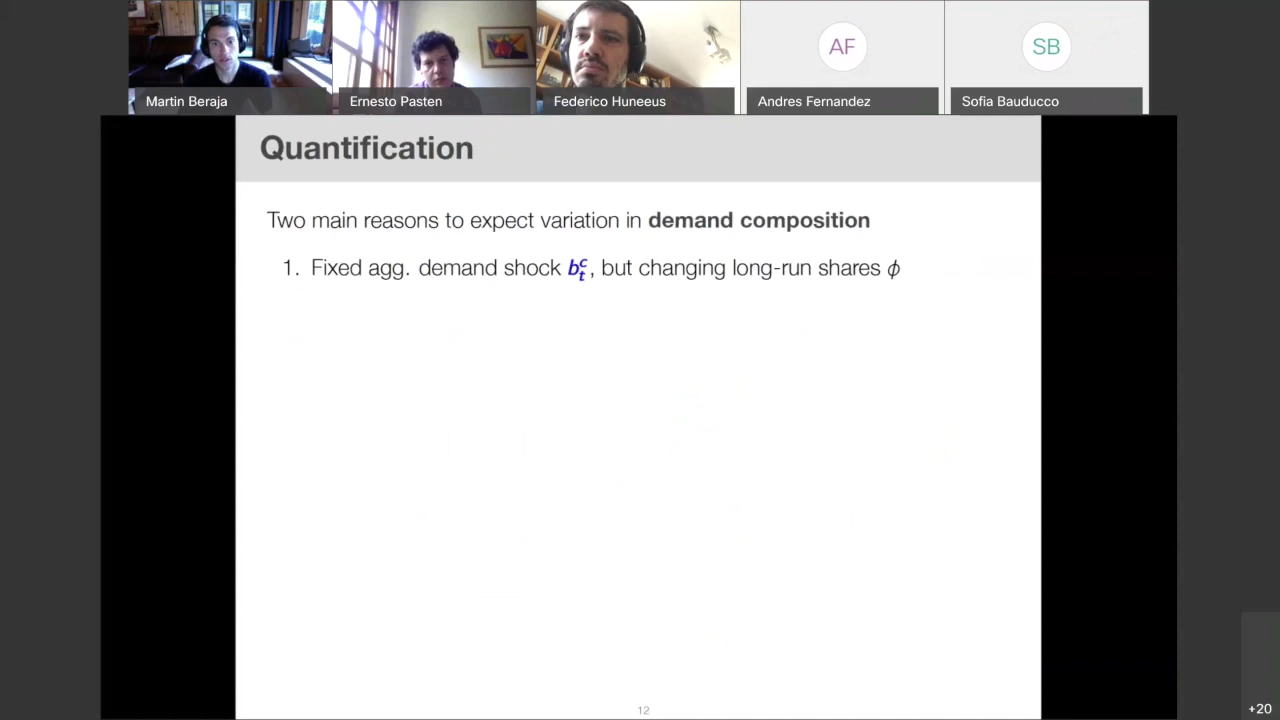 Martin Beraja
Ernesto Pasten
Federico Huneeus
AF
Andres Fernandez
SB
Sofia Bauducco
Quantification
Two main reasons to expect variation in demand composition
1. Fixed agg. demand shock b_t^c, but changing long-run shares ϕ
12
+20